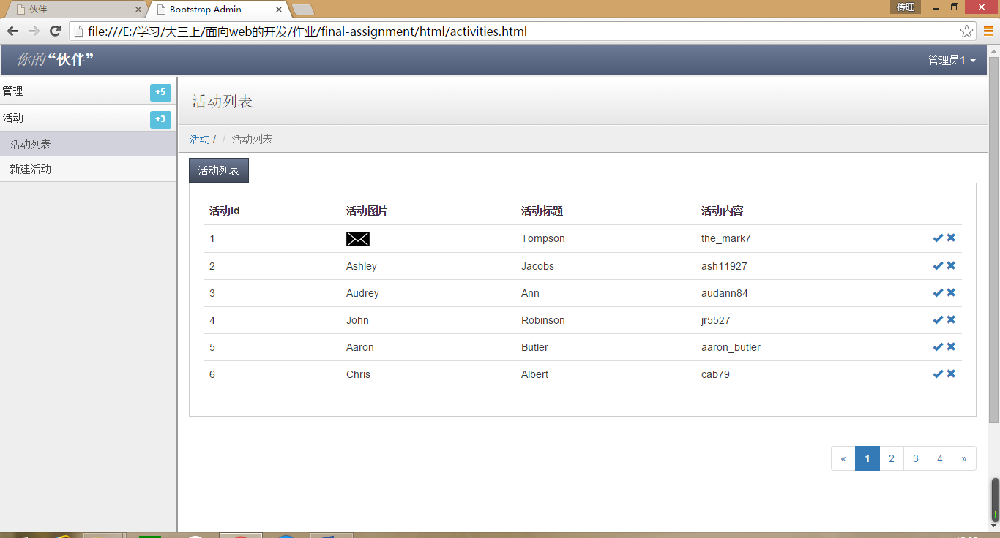 伙伴
Bootstrap Admin
传旺
file:///E:/学习/大三上/面向web的开发/作业/final-assignment/html/activities.html
你的“伙伴”
管理员1
管理 +5
活动 +3
活动列表
新建活动
活动列表
活动 / / 活动列表
活动列表
活动id 活动图片 活动标题 活动内容
1 Tompson the_mark7
2 Ashley Jacobs ash11927
3 Audrey Ann audann84
4 John Robinson jr5527
5 Aaron Butler aaron_butler
6 Chris Albert cab79
« 1 2 3 4 »